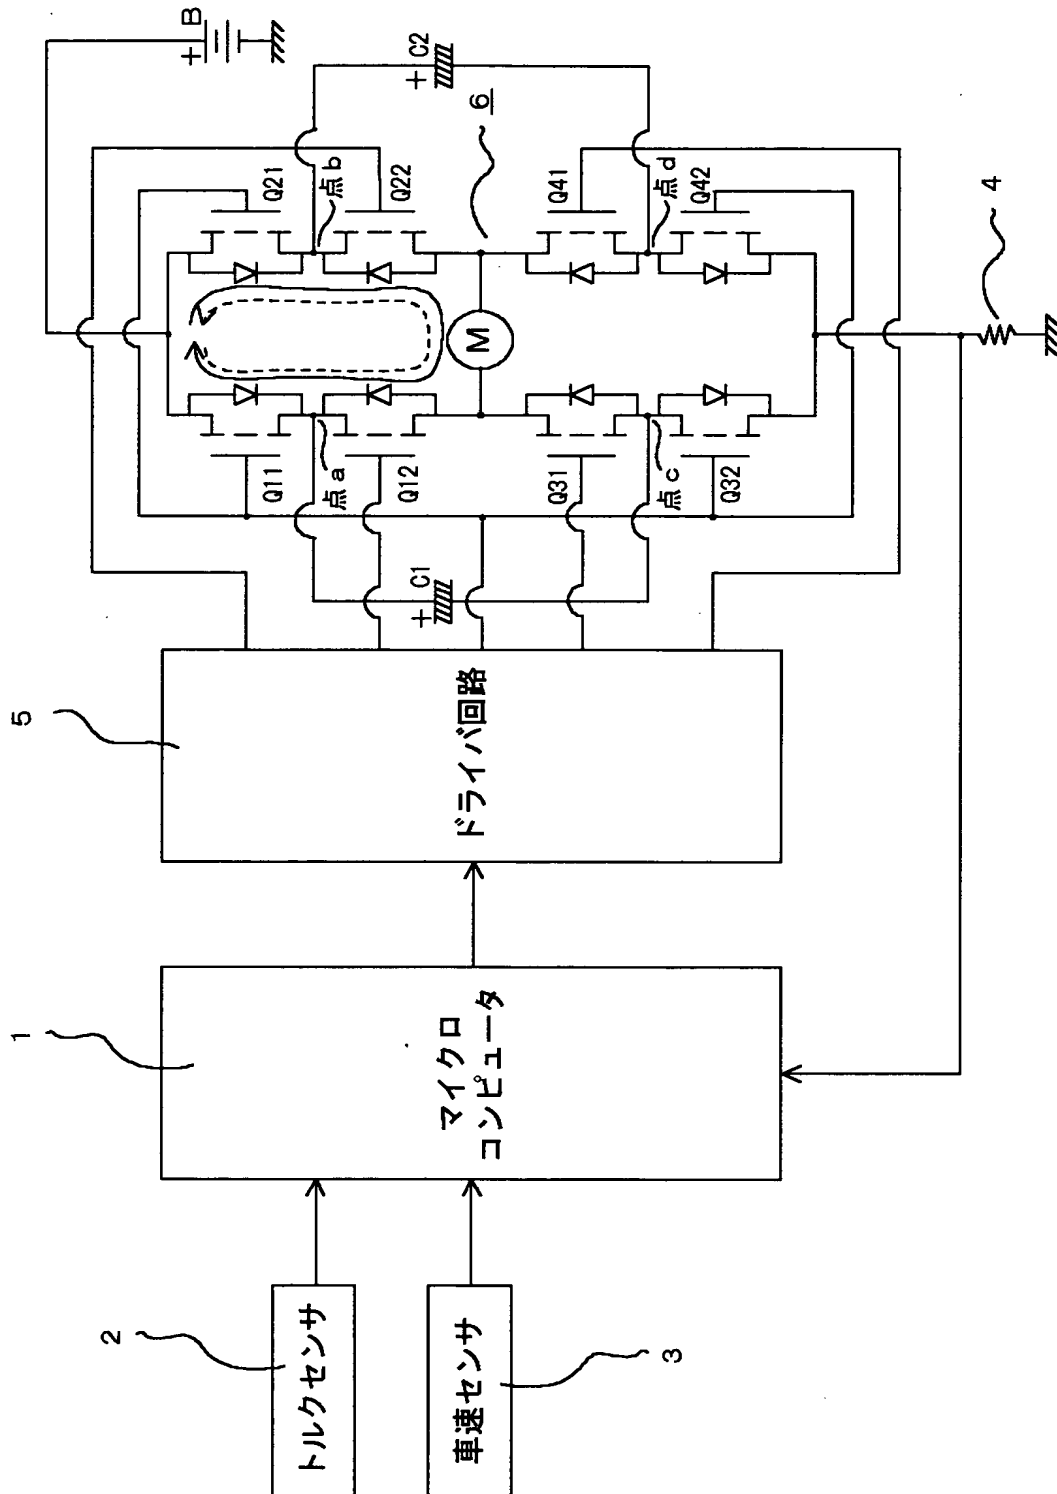 2
トルクセンサ
車速センサ
3
1
マイクロ
コンピュータ
5
ドライバ回路
+
C1
Q11
点a
Q12
Q31
点c
Q32
M
Q21
点b
Q22
Q41
点d
Q42
6
4
+
C2
+
B